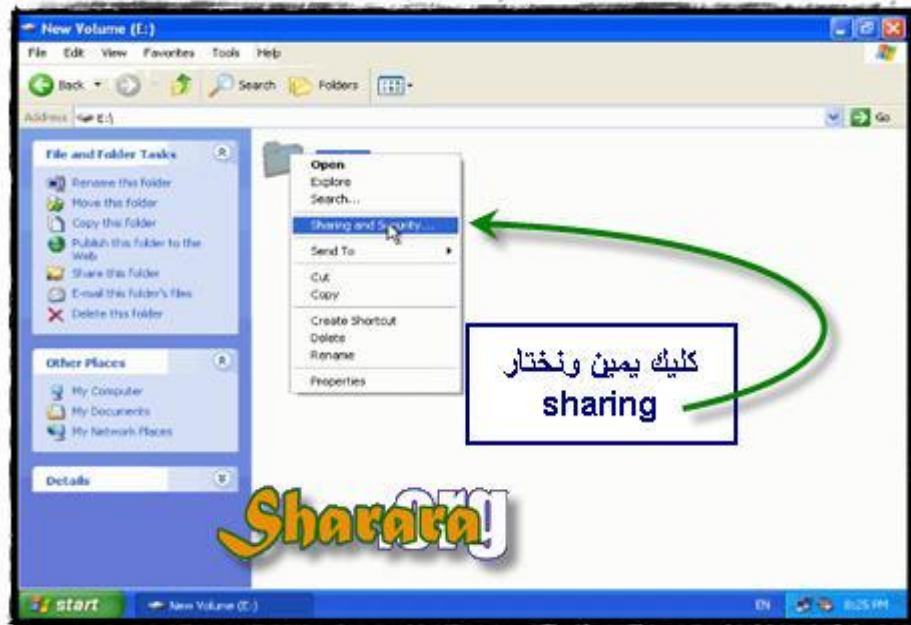 New Volume (E:)
File Edit View Favorites Tools Help
Back Search Folders
Address E:\ Go
File and Folder Tasks
Rename this folder
Move this folder
Copy this folder
Publish this folder to the
Web
Share this folder
E-mail this folder's files
Delete this folder
Other Places
My Computer
My Documents
My Network Places
Details
Open
Explore
Search...
Sharing and Security...
Send To
Cut
Copy
Create Shortcut
Delete
Rename
Properties
كليك يمين ونختار
sharing
Sharara.org
start New Volume (E:) EN 8:25 PM